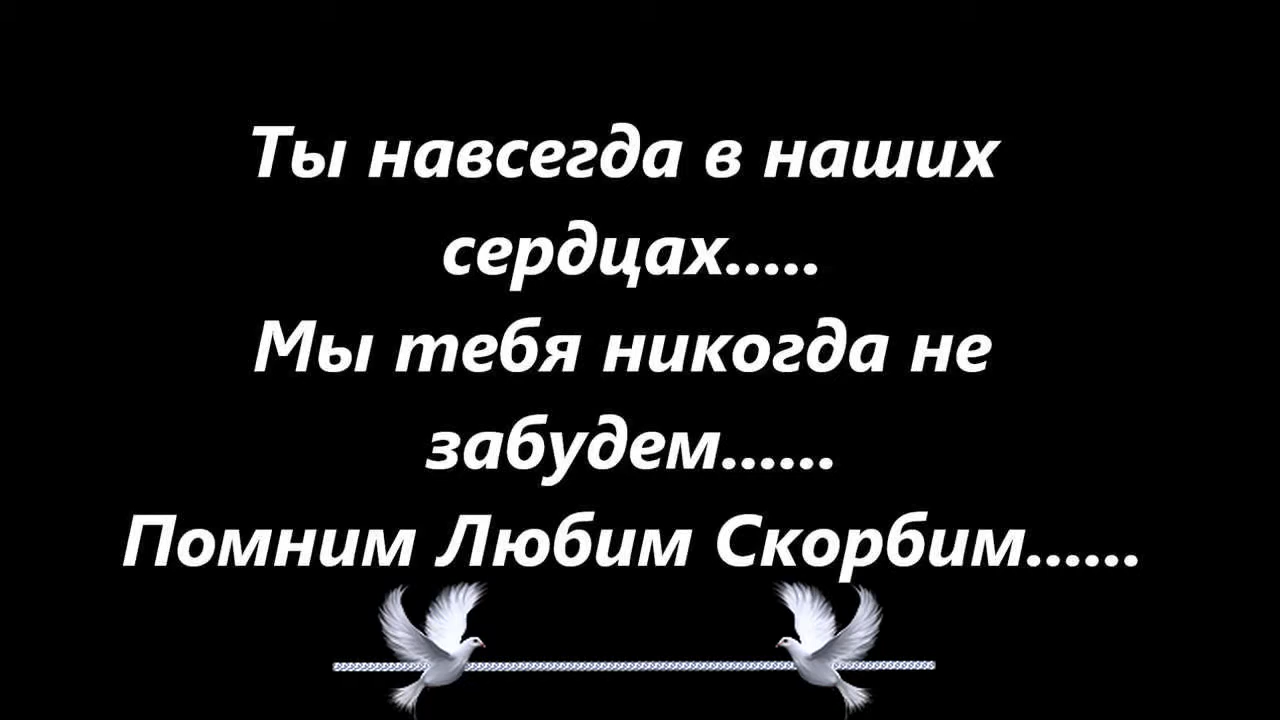 Ты навсегда в наших
сердцах.....
Мы тебя никогда не
забудем......
Помним Любим Скорбим......